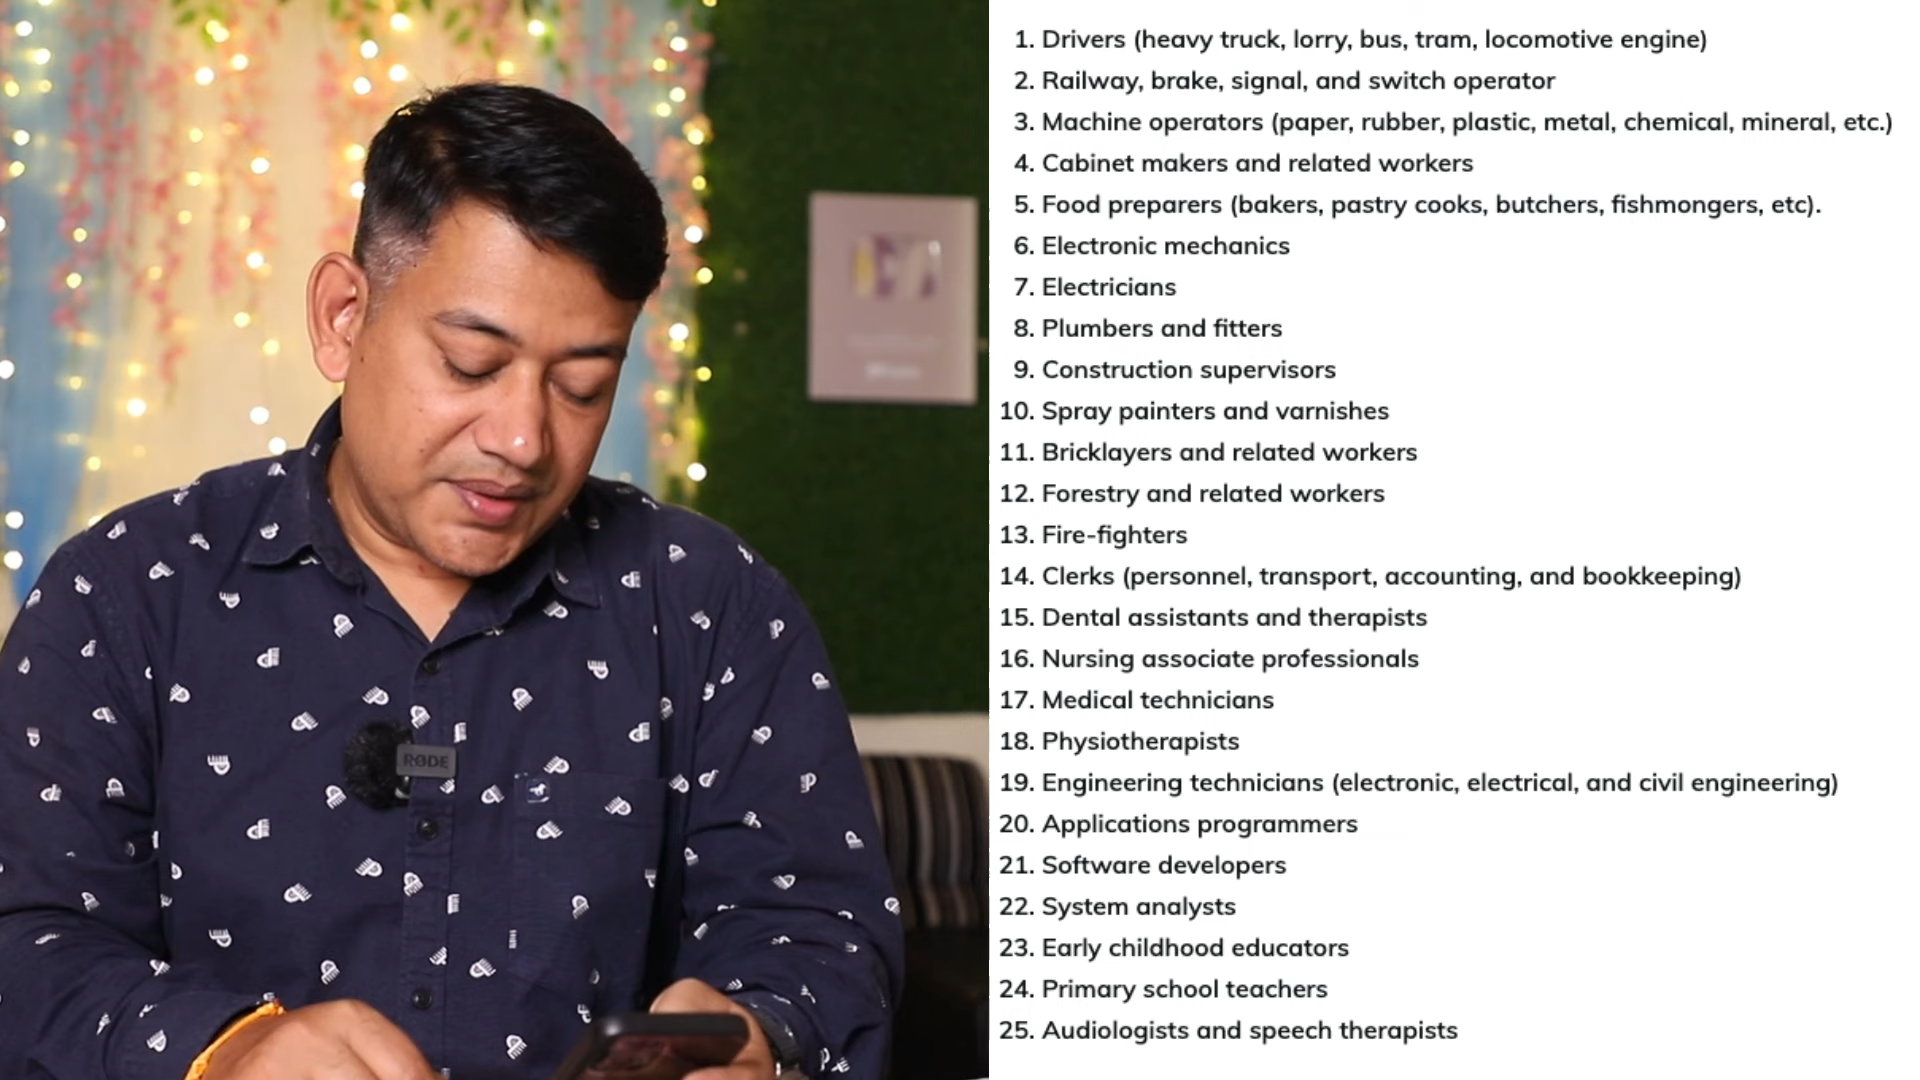 1. Drivers (heavy truck, lorry, bus, tram, locomotive engine)
2. Railway, brake, signal, and switch operator
3. Machine operators (paper, rubber, plastic, metal, chemical, mineral, etc.)
4. Cabinet makers and related workers
5. Food preparers (bakers, pastry cooks, butchers, fishmongers, etc).
6. Electronic mechanics
7. Electricians
8. Plumbers and fitters
9. Construction supervisors
10. Spray painters and varnishes
11. Bricklayers and related workers
12. Forestry and related workers
13. Fire-fighters
14. Clerks (personnel, transport, accounting, and bookkeeping)
15. Dental assistants and therapists
16. Nursing associate professionals
17. Medical technicians
18. Physiotherapists
19. Engineering technicians (electronic, electrical, and civil engineering)
20. Applications programmers
21. Software developers
22. System analysts
23. Early childhood educators
24. Primary school teachers
25. Audiologists and speech therapists
RØDE